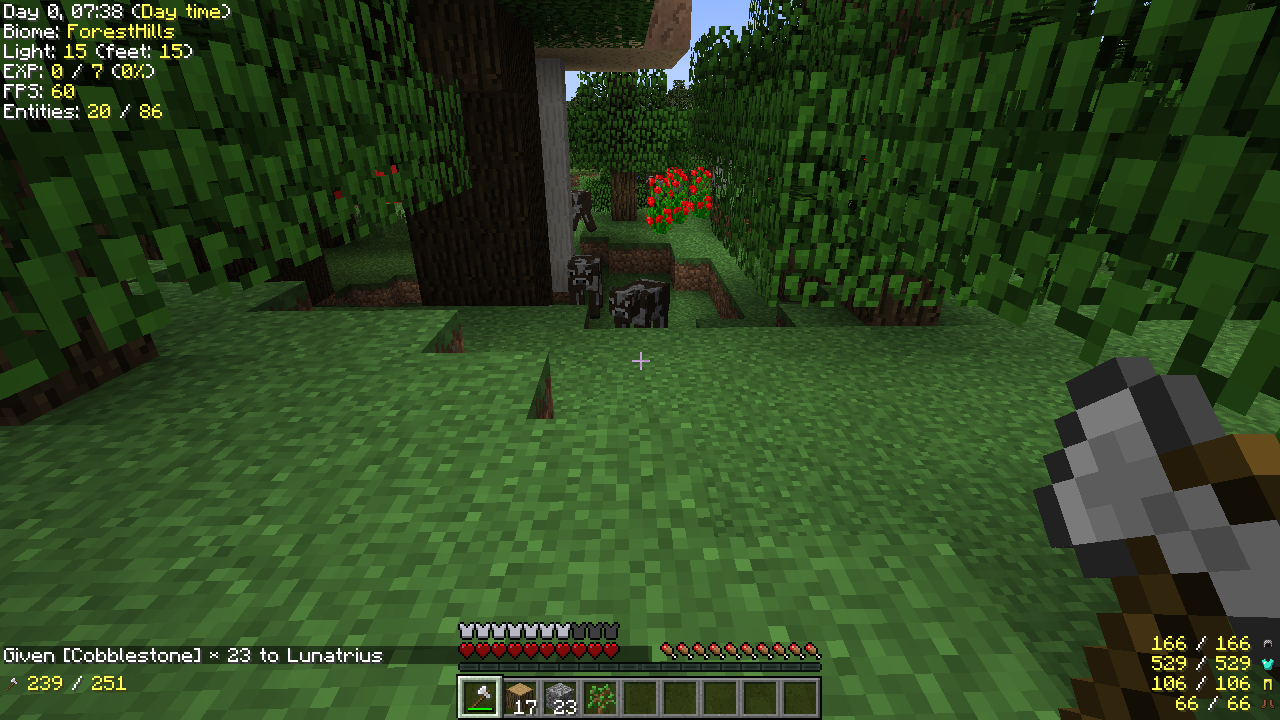 Day 0, 07:38 (Day time)
Biome: ForestHills
Light: 15 (feet: 15)
EXP: 0 / 7 (0%)
FPS: 60
Entities: 20 / 86
Given [Cobblestone] × 23 to Lunatrius
239 / 251
17 23
166 / 166
529 / 529
106 / 106
66 / 66